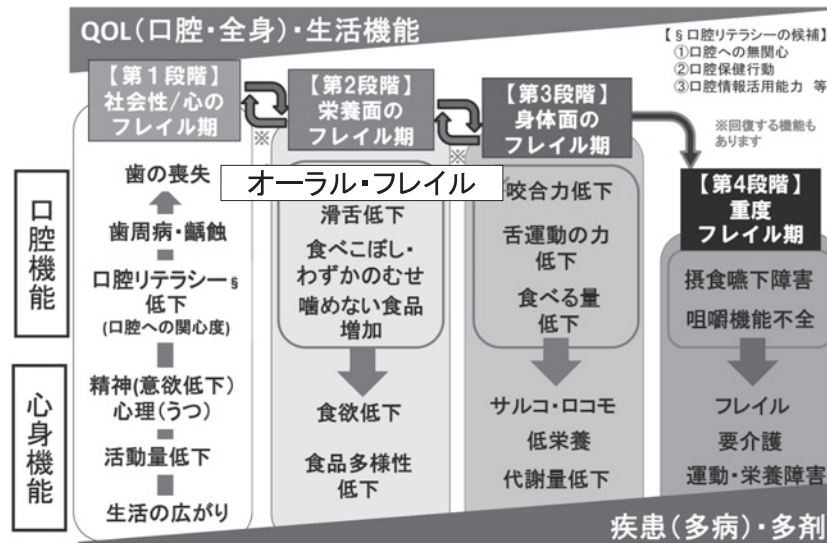 QOL(口腔・全身)・生活機能
【§口腔リテラシーの候補】
①口腔への無関心
②口腔保健行動
③口腔情報活用能力 等
※回復する機能も
あります
口腔機能
心身機能
【第1段階】
社会性/心の
フレイル期
※
歯の喪失
歯周病・齲蝕
口腔リテラシー§
低下
(口腔への関心度)
精神(意欲低下)
心理(うつ)
活動量低下
生活の広がり
【第2段階】
栄養面の
フレイル期
※
オーラル・フレイル
滑舌低下
食べこぼし・
わずかのむせ
噛めない食品
増加
食欲低下
食品多様性
低下
【第3段階】
身体面の
フレイル期
咬合力低下
舌運動の力
低下
食べる量
低下
サルコ・ロコモ
低栄養
代謝量低下
【第4段階】
重度
フレイル期
摂食嚥下障害
咀嚼機能不全
フレイル
要介護
運動・栄養障害
疾患(多病)・多剤